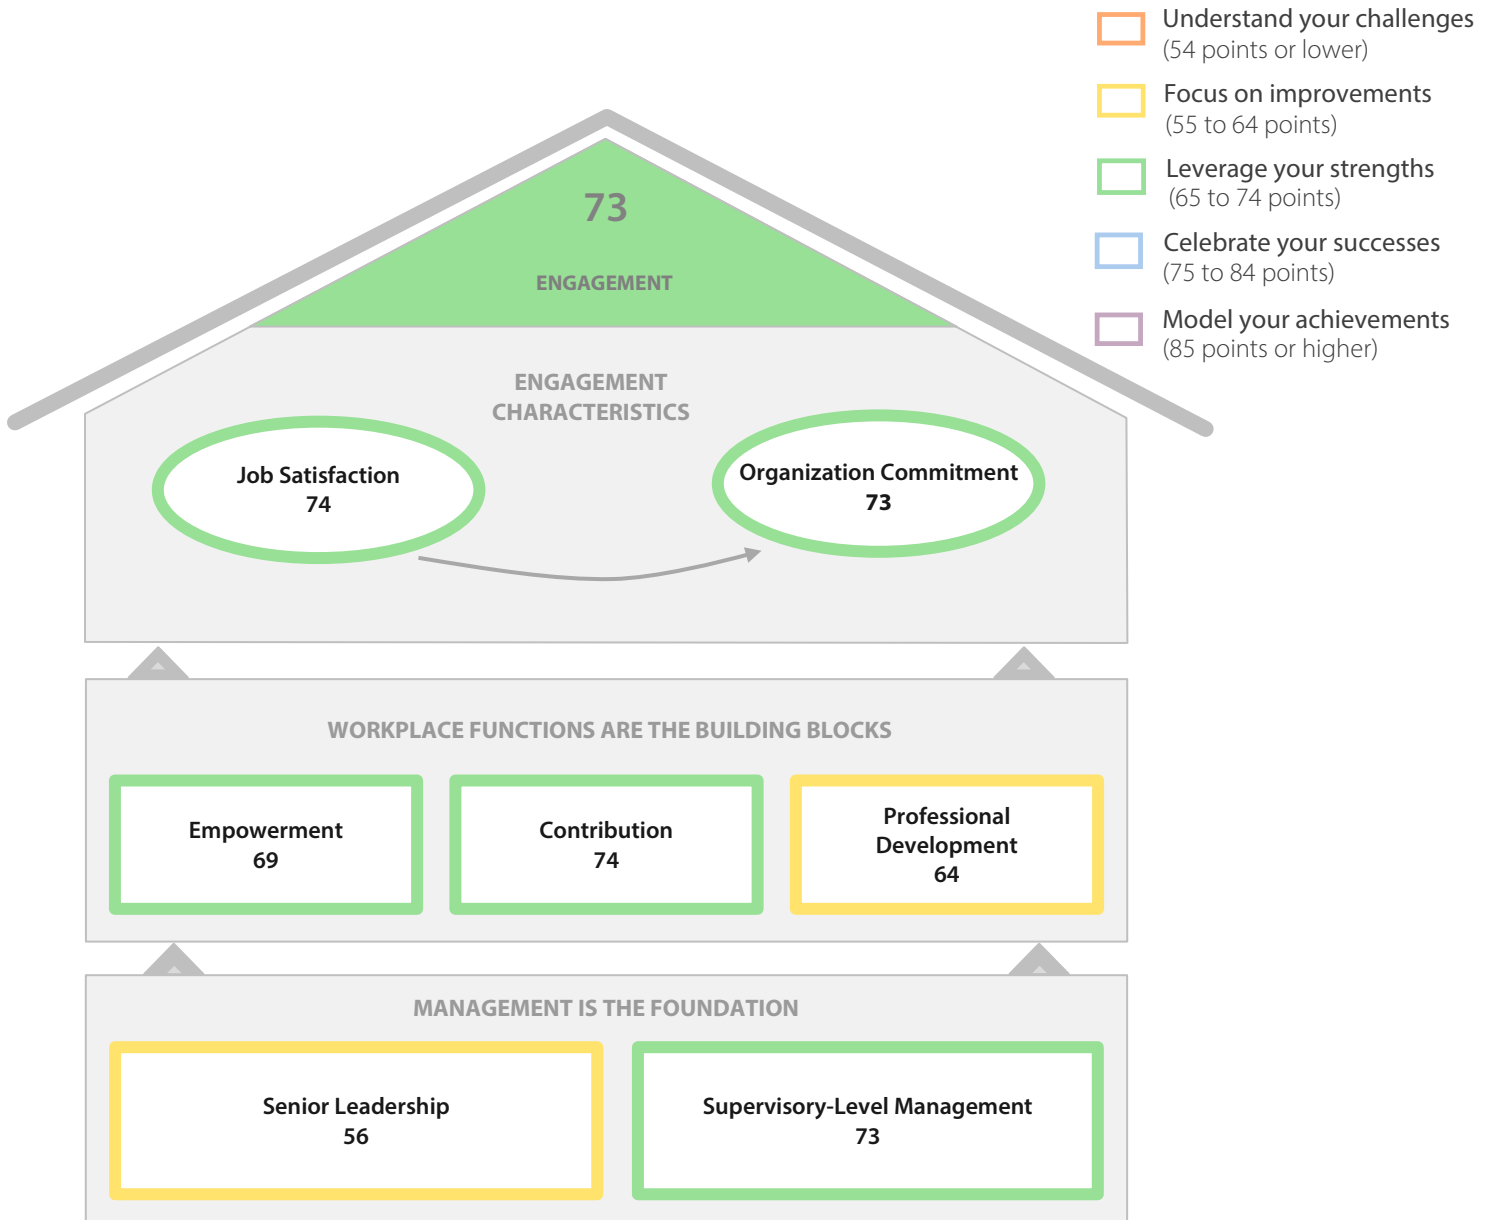 Understand your challenges
(54 points or lower)
Focus on improvements
(55 to 64 points)
Leverage your strengths
(65 to 74 points)
Celebrate your successes
(75 to 84 points)
Model your achievements
(85 points or higher)
73
ENGAGEMENT
ENGAGEMENT
CHARACTERISTICS
Job Satisfaction
74
Organization Commitment
73
WORKPLACE FUNCTIONS ARE THE BUILDING BLOCKS
Empowerment
69
Contribution
74
Professional
Development
64
MANAGEMENT IS THE FOUNDATION
Senior Leadership
56
Supervisory-Level Management
73